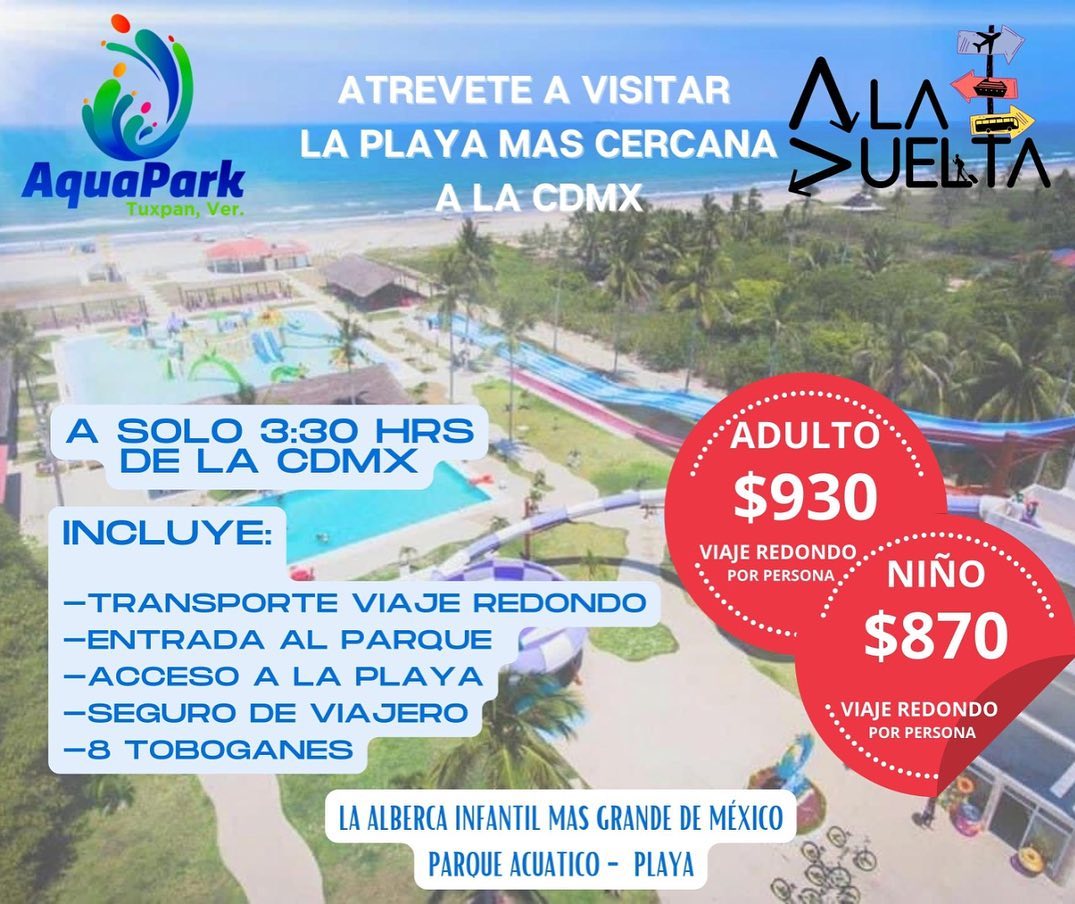 AquaPark
Tuxpan, Ver.
ATREVETE A VISITAR
LA PLAYA MAS CERCANA
A LA CDMX
A LA
VUELTA
A SOLO 3:30 HRS
DE LA CDMX
INCLUYE:
-TRANSPORTE VIAJE REDONDO
-ENTRADA AL PARQUE
-ACCESO A LA PLAYA
-SEGURO DE VIAJERO
-8 TOBOGANES
ADULTO
$930
VIAJE REDONDO
POR PERSONA
NIÑO
$870
VIAJE REDONDO
POR PERSONA
LA ALBERCA INFANTIL MAS GRANDE DE MÉXICO
PARQUE ACUATICO - PLAYA